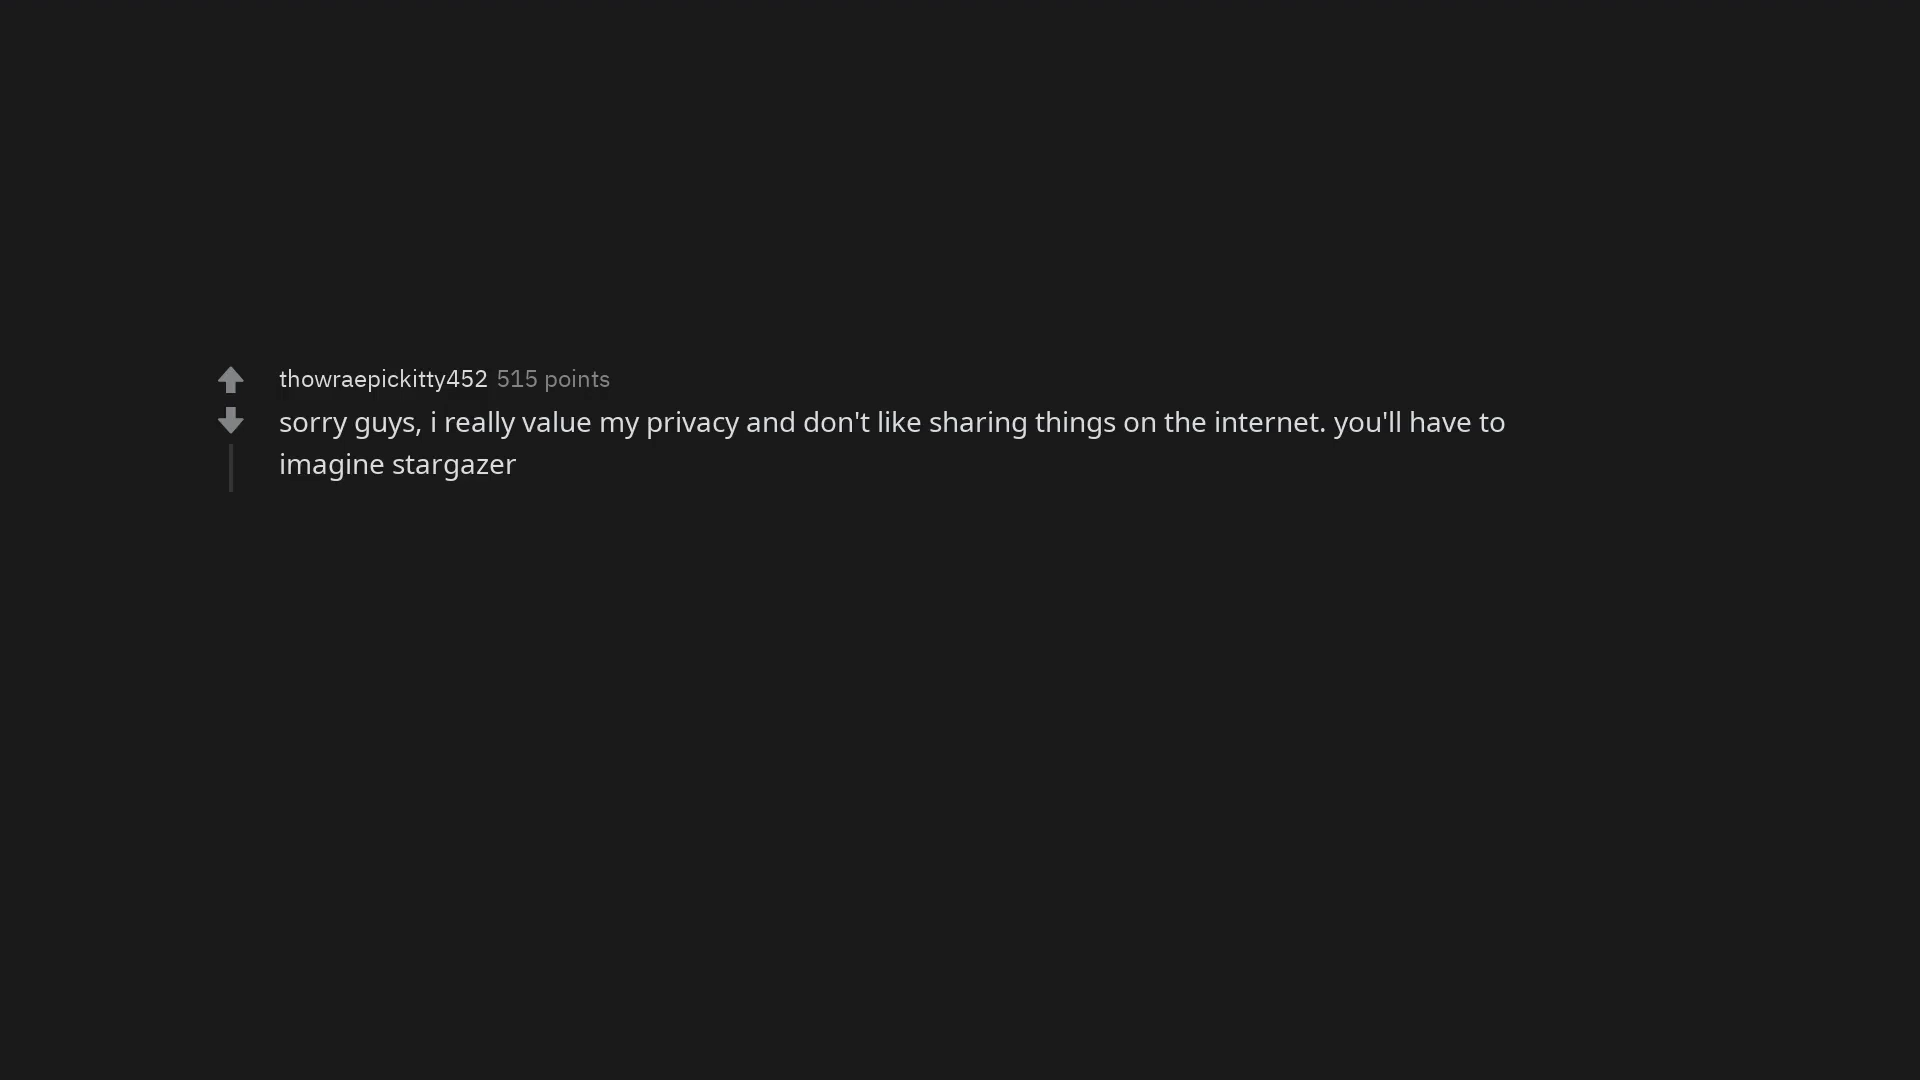 thowraepickitty452 515 points
sorry guys, i really value my privacy and don't like sharing things on the internet. you'll have to
imagine stargazer